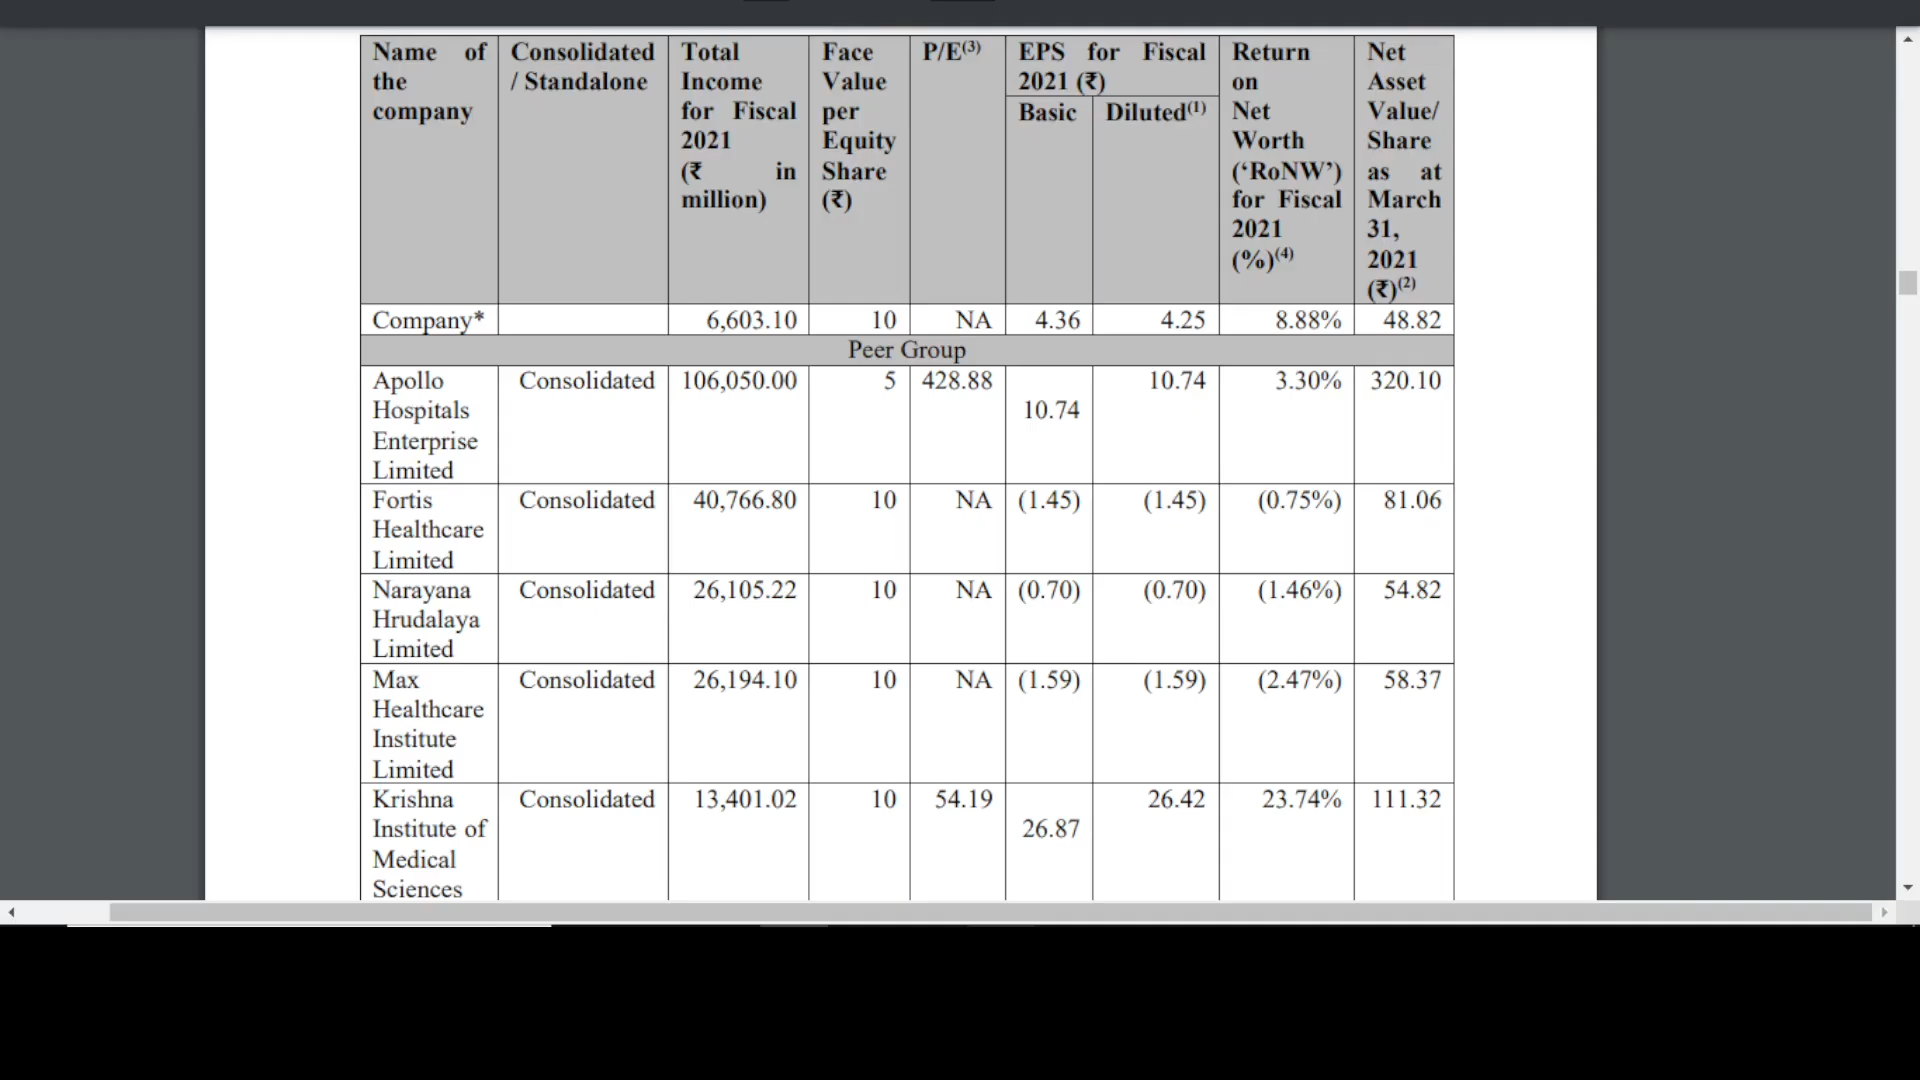 Name of the company
Consolidated / Standalone
Total Income for Fiscal 2021 (₹ in million)
Face Value per Equity Share (₹)
P/E(3)
EPS for Fiscal 2021 (₹)
Basic
Diluted(1)
Return on Net Worth (‘RoNW’) for Fiscal 2021 (%)(4)
Net Asset Value/ Share as at March 31, 2021 (₹)(2)
Company* 6,603.10 10 NA 4.36 4.25 8.88% 48.82
Peer Group
Apollo Hospitals Enterprise Limited Consolidated 106,050.00 5 428.88 10.74 10.74 3.30% 320.10
Fortis Healthcare Limited Consolidated 40,766.80 10 NA (1.45) (1.45) (0.75%) 81.06
Narayana Hrudalaya Limited Consolidated 26,105.22 10 NA (0.70) (0.70) (1.46%) 54.82
Max Healthcare Institute Limited Consolidated 26,194.10 10 NA (1.59) (1.59) (2.47%) 58.37
Krishna Institute of Medical Sciences Consolidated 13,401.02 10 54.19 26.87 26.42 23.74% 111.32